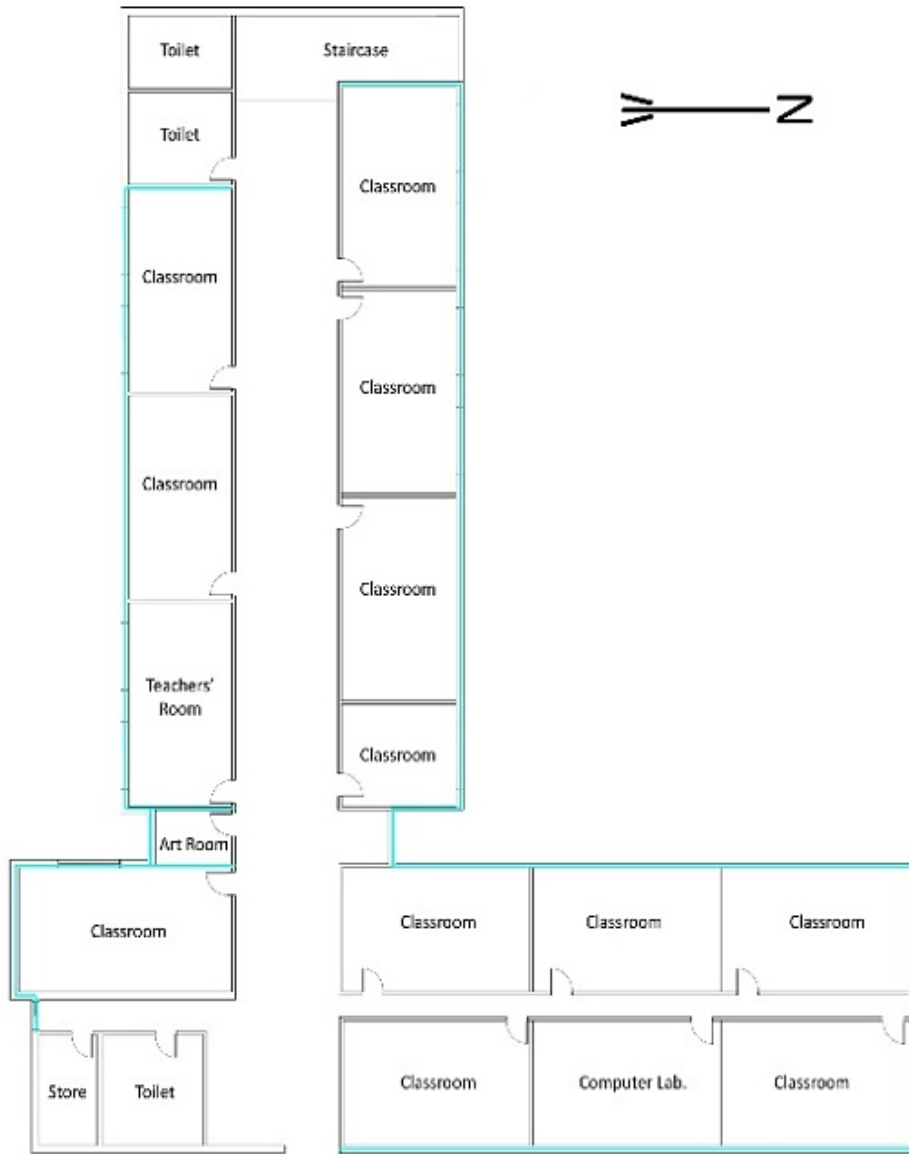 Toilet
Staircase
Toilet
Classroom
Classroom
Classroom
Classroom
Classroom
Teachers'
Room
Classroom
Art Room
Classroom
Classroom
Classroom
Classroom
Store
Toilet
Classroom
Computer Lab.
Classroom
N